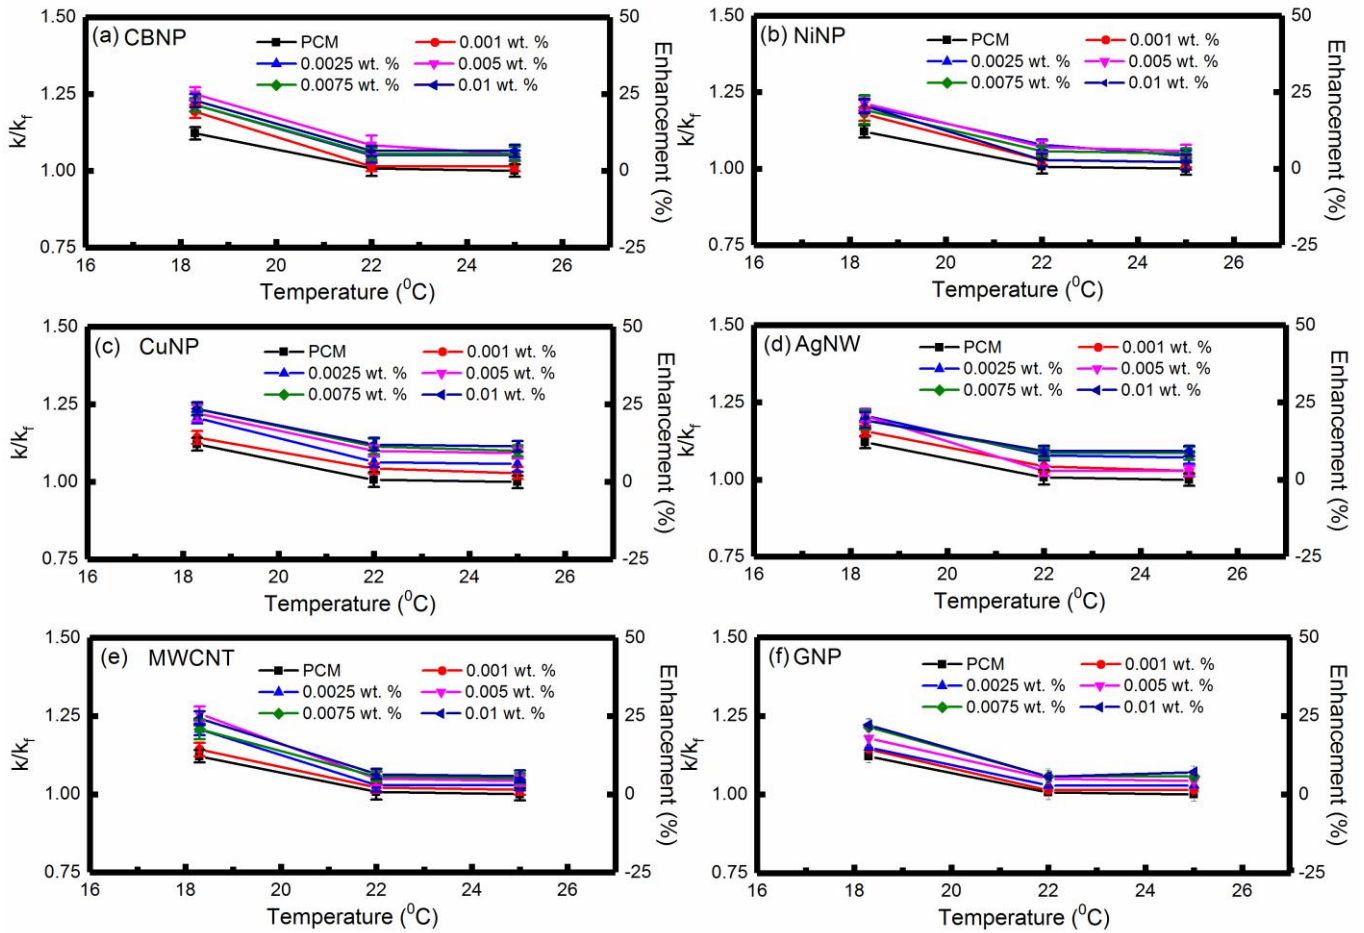 1.50
50
(a) CBNP
PCM
0.001 wt. %
0.0025 wt. %
0.005 wt. %
0.0075 wt. %
0.01 wt. %
1.25
25
k/kf
1.00
0
Enhancement (%)
0.75
-25
16 18 20 22 24 26
Temperature (⁰C)
1.50
50
(b) NiNP
PCM
0.001 wt. %
0.0025 wt. %
0.005 wt. %
0.0075 wt. %
0.01 wt. %
1.25
25
k/kf
1.00
0
Enhancement (%)
0.75
-25
16 18 20 22 24 26
Temperature (⁰C)
1.50
50
(c) CuNP
PCM
0.001 wt. %
0.0025 wt. %
0.005 wt. %
0.0075 wt. %
0.01 wt. %
1.25
25
k/kf
1.00
0
Enhancement (%)
0.75
-25
16 18 20 22 24 26
Temperature (⁰C)
1.50
50
(d) AgNW
PCM
0.001 wt. %
0.0025 wt. %
0.005 wt. %
0.0075 wt. %
0.01 wt. %
1.25
25
k/kf
1.00
0
Enhancement (%)
0.75
-25
16 18 20 22 24 26
Temperature (⁰C)
1.50
50
(e) MWCNT
PCM
0.001 wt. %
0.0025 wt. %
0.005 wt. %
0.0075 wt. %
0.01 wt. %
1.25
25
k/kf
1.00
0
Enhancement (%)
0.75
-25
16 18 20 22 24 26
Temperature (⁰C)
1.50
50
(f) GNP
PCM
0.001 wt. %
0.0025 wt. %
0.005 wt. %
0.0075 wt. %
0.01 wt. %
1.25
25
k/kf
1.00
0
Enhancement (%)
0.75
-25
16 18 20 22 24 26
Temperature (⁰C)